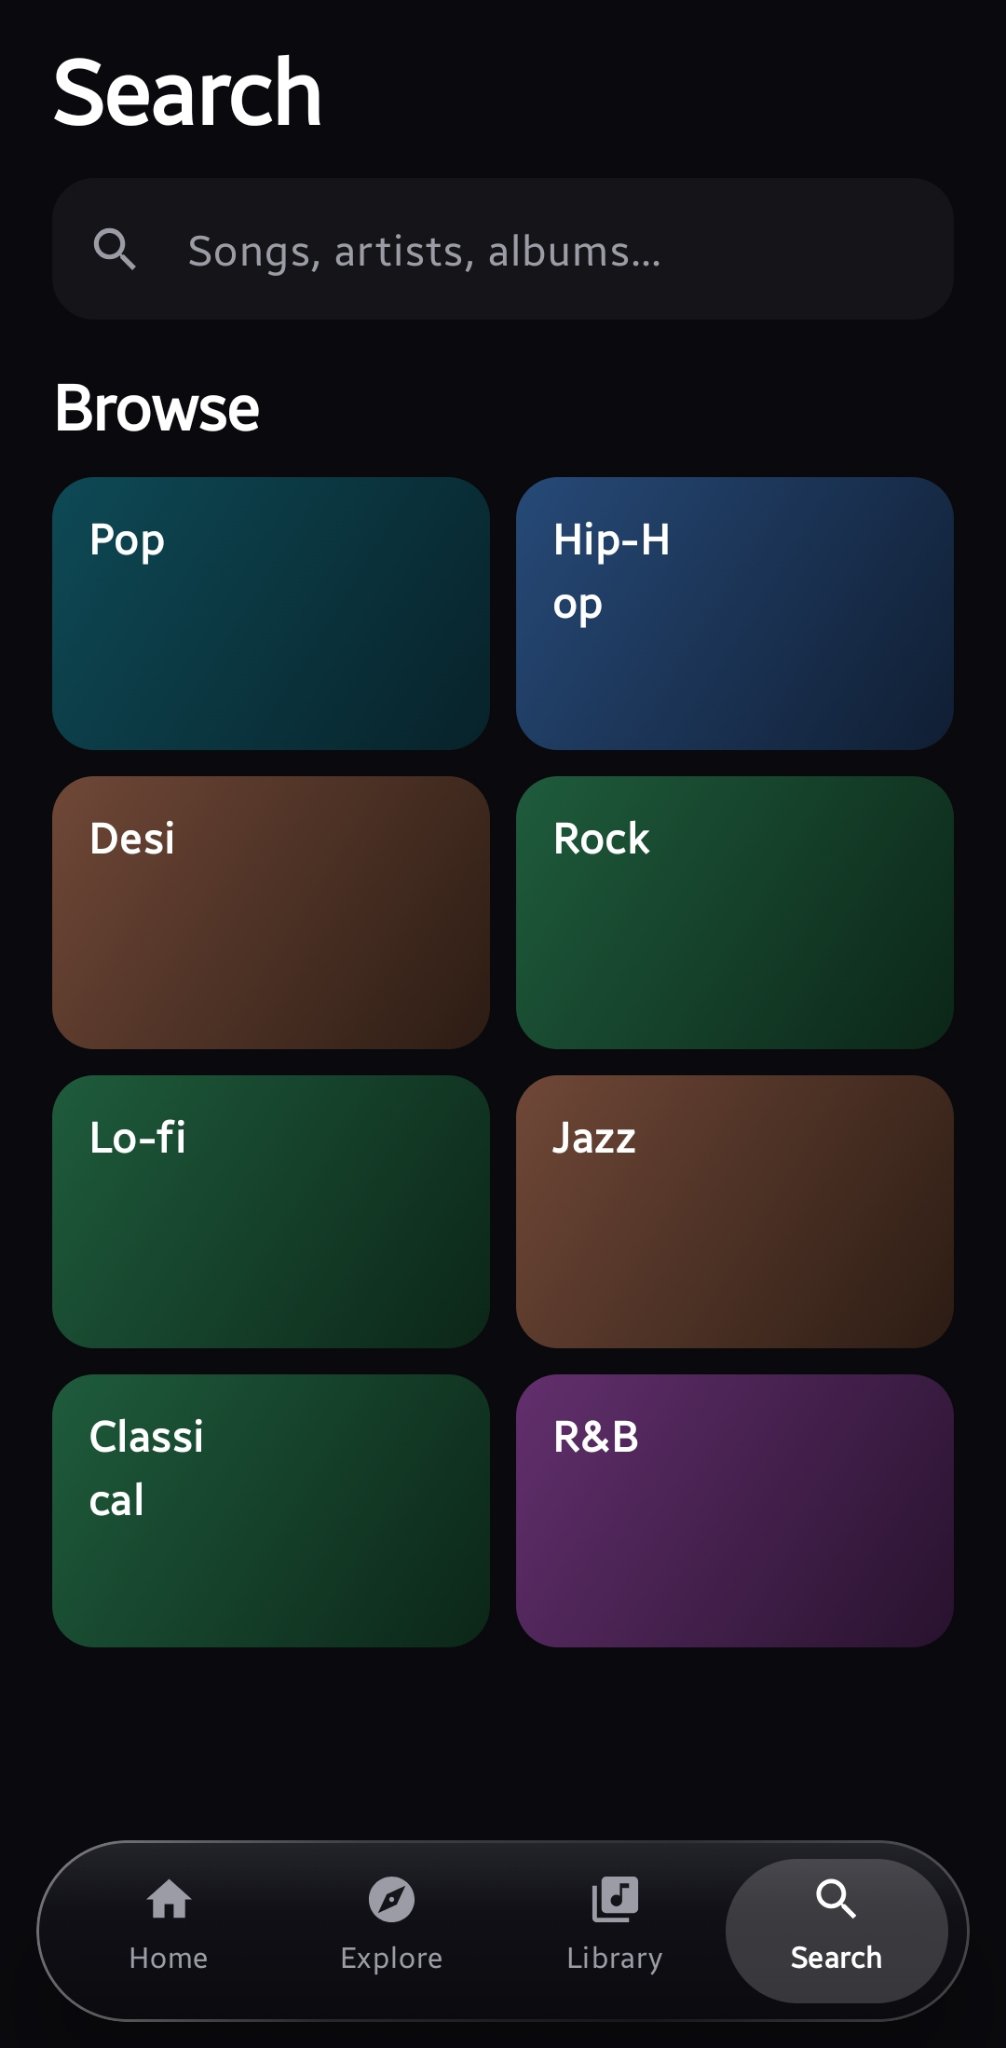 Search
Songs, artists, albums...
Browse
Pop
Hip-H
op
Desi
Rock
Lo-fi
Jazz
Classi
cal
R&B
Home
Explore
Library
Search